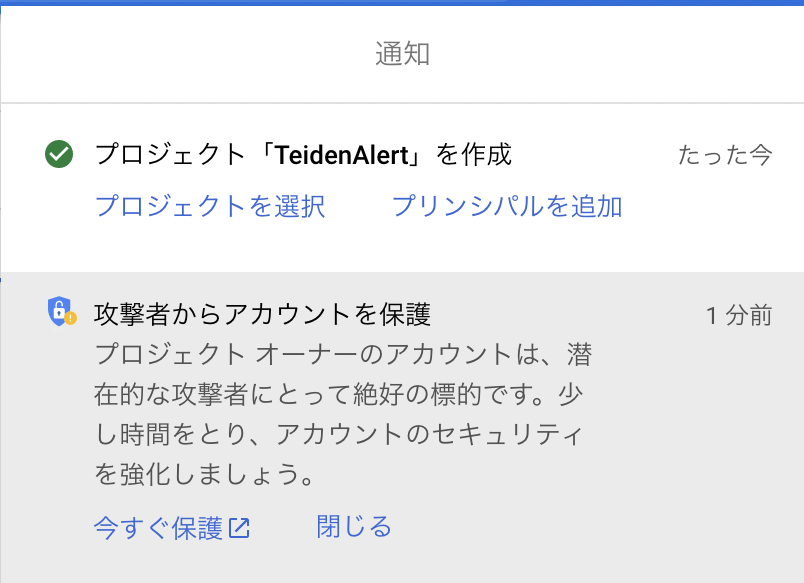 通知
プロジェクト「TeidenAlert」を作成
たった今
プロジェクトを選択
プリンシパルを追加
攻撃者からアカウントを保護
1 分前
プロジェクト オーナーのアカウントは、潜
在的な攻撃者にとって絶好の標的です。少
し時間をとり、アカウントのセキュリティ
を強化しましょう。
今すぐ保護
閉じる